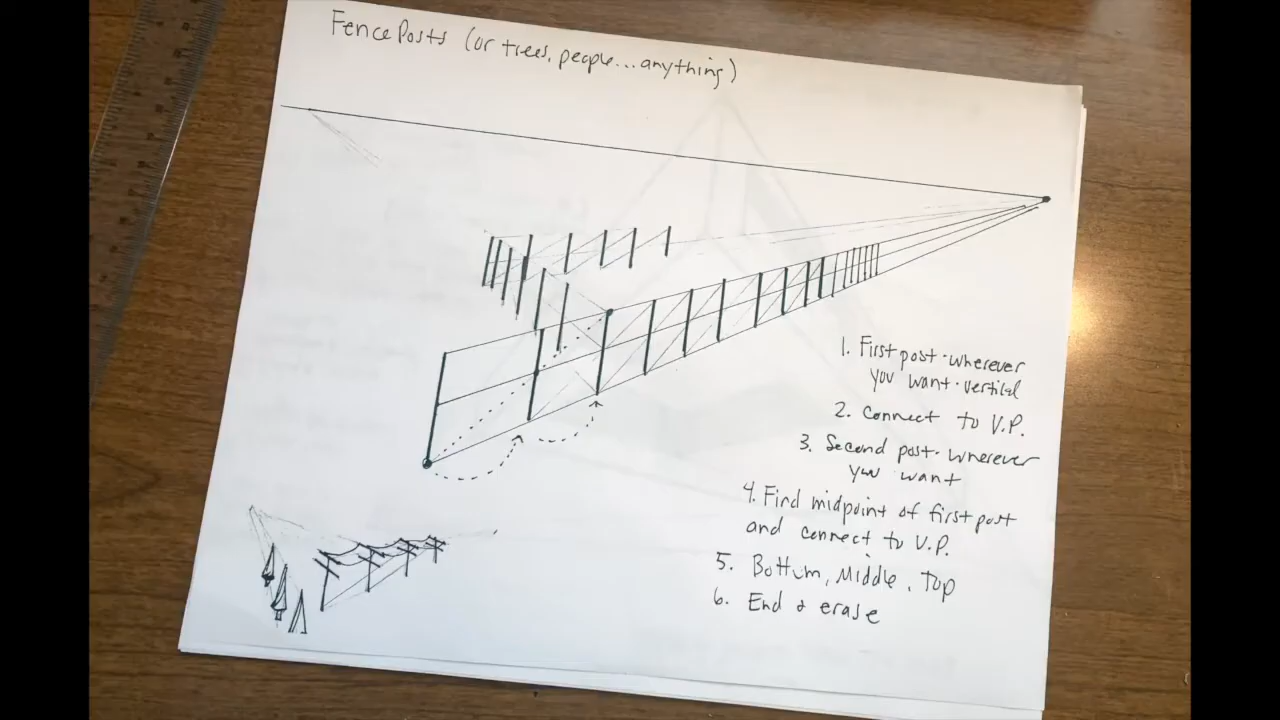 Fence Posts (or trees, people... anything)
1. First post · wherever
you want · vertical
2. Connect to V.P.
3. Second post · wherever
you want
4. Find midpoint of first post
and connect to V.P.
5. Bottom, Middle, Top
6. End & erase